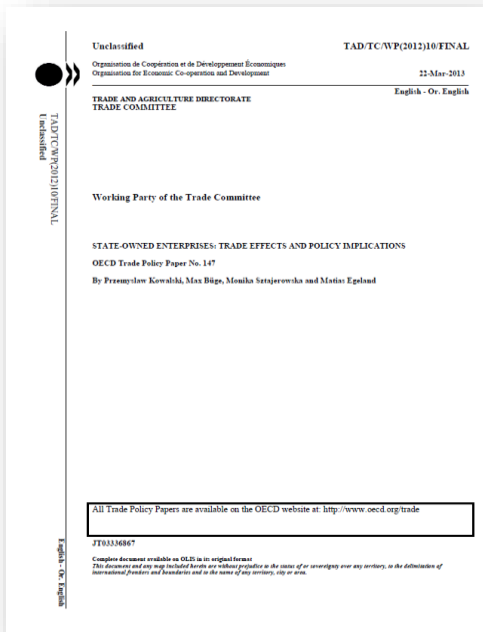 Unclassified TAD/TC/WP(2012)10/FINAL
Organisation de Coopération et de Développement Économiques
Organisation for Economic Co-operation and Development 22-Mar-2013
English - Or. English
TRADE AND AGRICULTURE DIRECTORATE
TRADE COMMITTEE
TAD/TC/WP(2012)10/FINAL
Unclassified
Working Party of the Trade Committee
STATE-OWNED ENTERPRISES: TRADE EFFECTS AND POLICY IMPLICATIONS
OECD Trade Policy Paper No. 147
By Przemyslaw Kowalski, Max Büge, Monika Sztajerowska and Matias Egeland
All Trade Policy Papers are available on the OECD website at: http://www.oecd.org/trade
English - Or. English
JT03336867
Complete document available on OLIS in its original format
This document and any map included herein are without prejudice to the status of or sovereignty over any territory, to the delimitation of
international frontiers and boundaries and to the name of any territory, city or area.